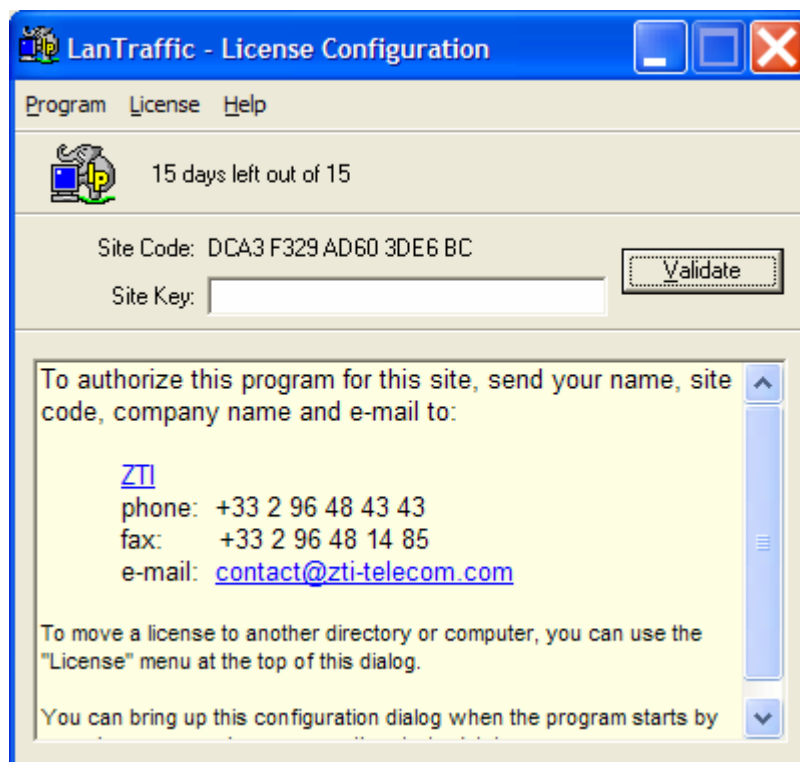 LanTraffic - License Configuration
Program License Help
15 days left out of 15
Site Code: DCA3 F329 AD60 3DE6 BC
Validate
Site Key:
To authorize this program for this site, send your name, site
code, company name and e-mail to:
ZTI
phone: +33 2 96 48 43 43
fax: +33 2 96 48 14 85
e-mail: contact@zti-telecom.com
To move a license to another directory or computer, you can use the
"License" menu at the top of this dialog.
You can bring up this configuration dialog when the program starts by